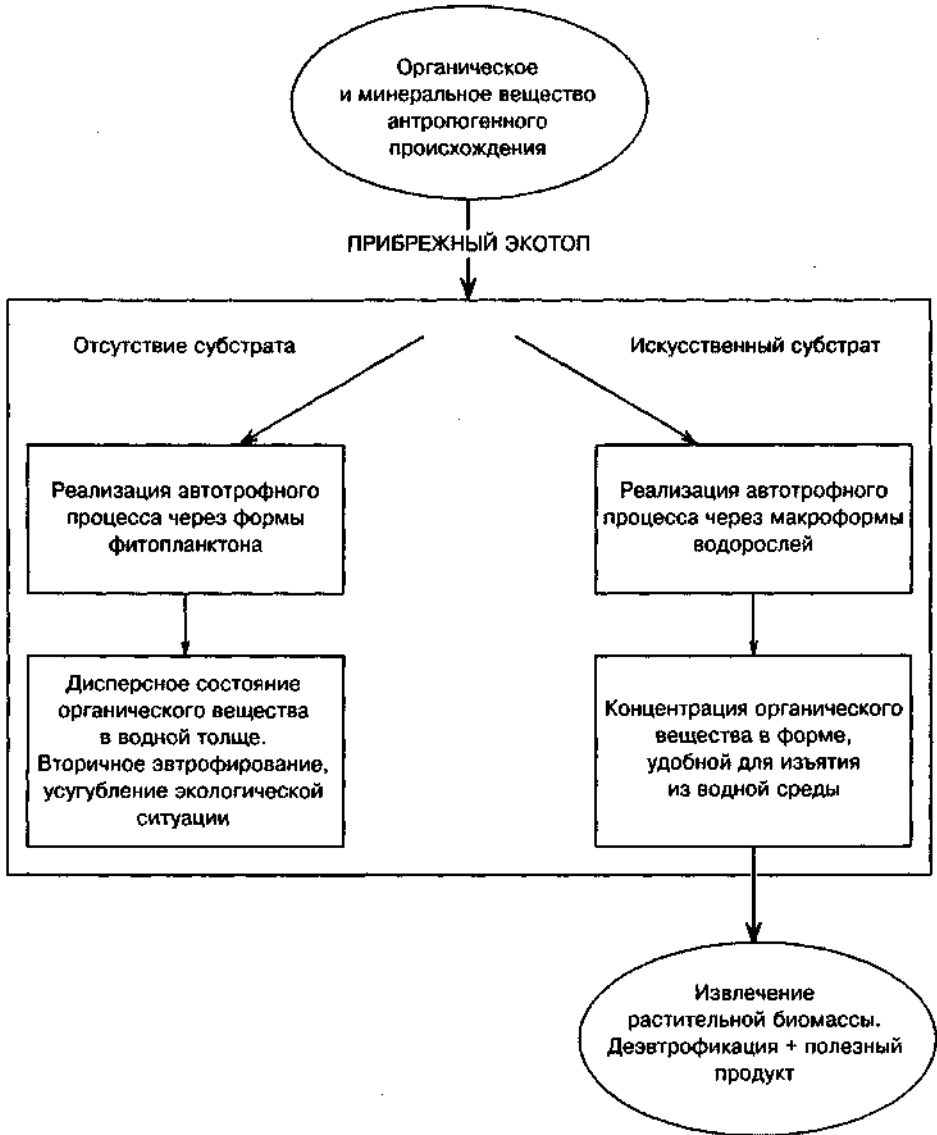 Органическое
и минеральное вещество
антропогенного
происхождения
ПРИБРЕЖНЫЙ ЭКОТОП
Отсутствие субстрата
Искусственный субстрат
Реализация автотрофного
процесса через формы
фитопланктона
Реализация автотрофного
процесса через макроформы
водорослей
Дисперсное состояние
органического вещества
в водной толще.
Вторичное эвтрофирование,
усугубление экологической
ситуации
Концентрация органического
вещества в форме,
удобной для изъятия
из водной среды
Извлечение
растительной биомассы.
Деэвтрофикация + полезный
продукт